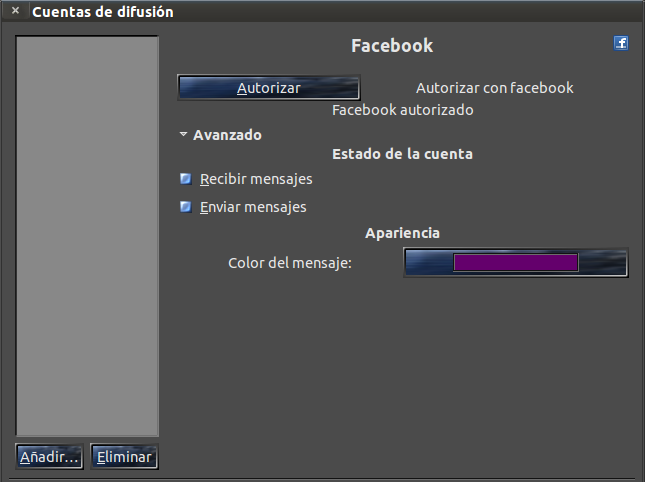 Cuentas de difusión
Facebook
Autorizar
Autorizar con facebook
Facebook autorizado
Avanzado
Estado de la cuenta
Recibir mensajes
Enviar mensajes
Apariencia
Color del mensaje:
Añadir...
Eliminar